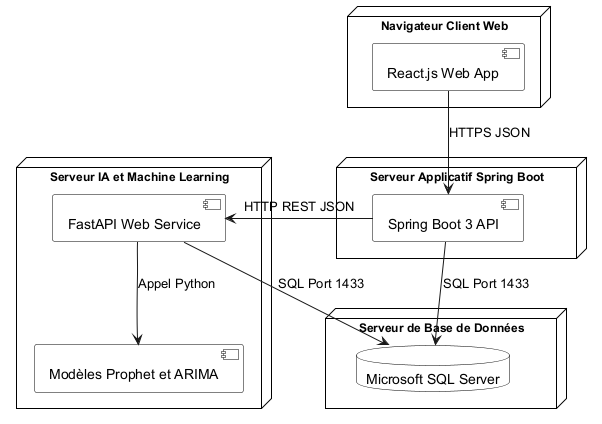 Navigateur Client Web
React.js Web App
HTTPS JSON
Serveur IA et Machine Learning
Serveur Applicatif Spring Boot
FastAPI Web Service
HTTP REST JSON
Spring Boot 3 API
Appel Python
SQL Port 1433
SQL Port 1433
Serveur de Base de Données
Modèles Prophet et ARIMA
Microsoft SQL Server